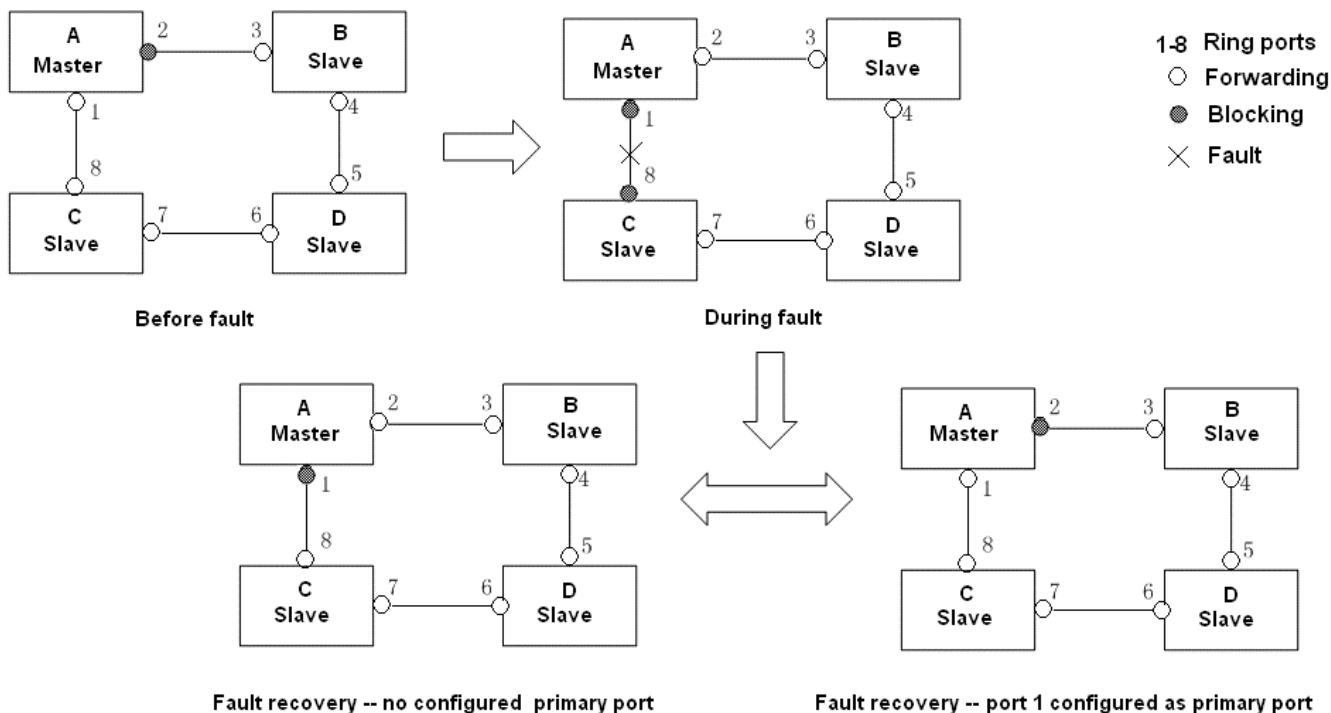 A
Master
2
3
B
Slave
1
4
8
5
C
Slave
7
6
D
Slave
Before fault
A
Master
2
3
B
Slave
1
4
8
5
C
Slave
7
6
D
Slave
During fault
1-8 Ring ports
Forwarding
Blocking
Fault
A
Master
2
3
B
Slave
1
4
8
5
C
Slave
7
6
D
Slave
Fault recovery -- no configured primary port
A
Master
2
3
B
Slave
1
4
8
5
C
Slave
7
6
D
Slave
Fault recovery -- port 1 configured as primary port